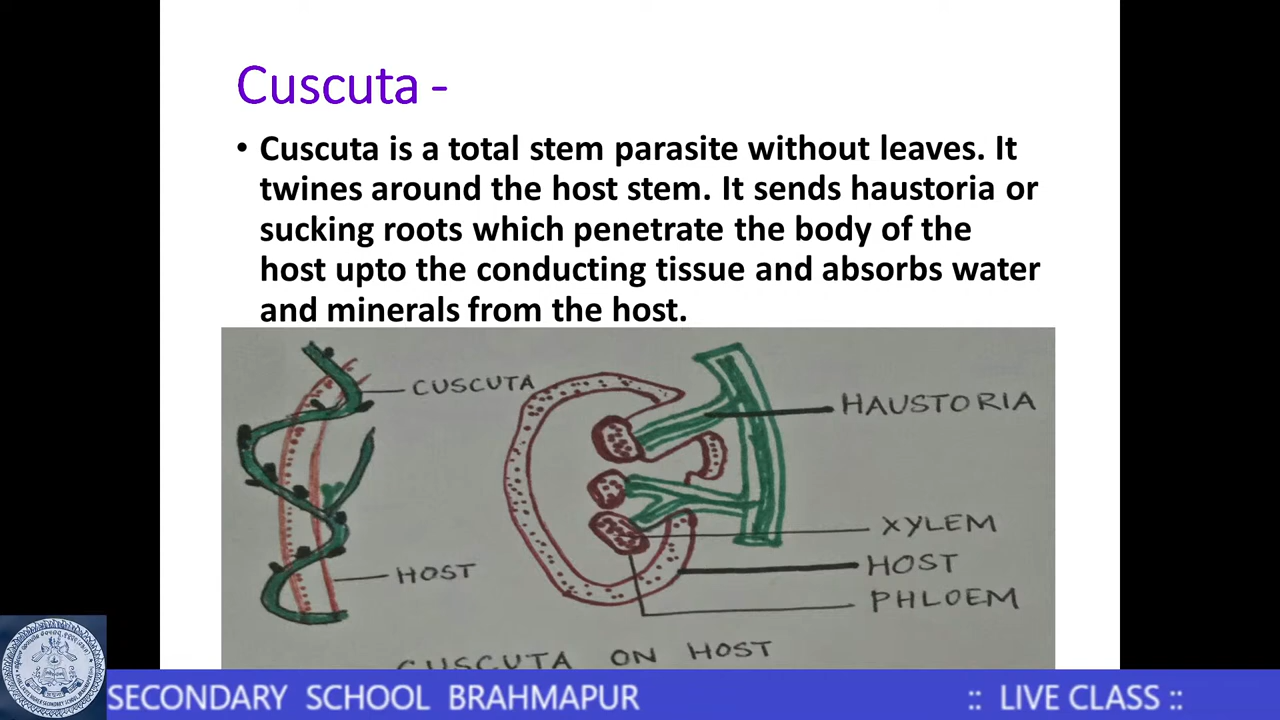 Cuscuta -
• Cuscuta is a total stem parasite without leaves. It
twines around the host stem. It sends haustoria or
sucking roots which penetrate the body of the
host upto the conducting tissue and absorbs water
and minerals from the host.
CUSCUTA
HAUSTORIA
XYLEM
HOST
HOST
PHLOEM
CUSCUTA ON HOST
SECONDARY SCHOOL BRAHMAPUR :: LIVE CLASS ::